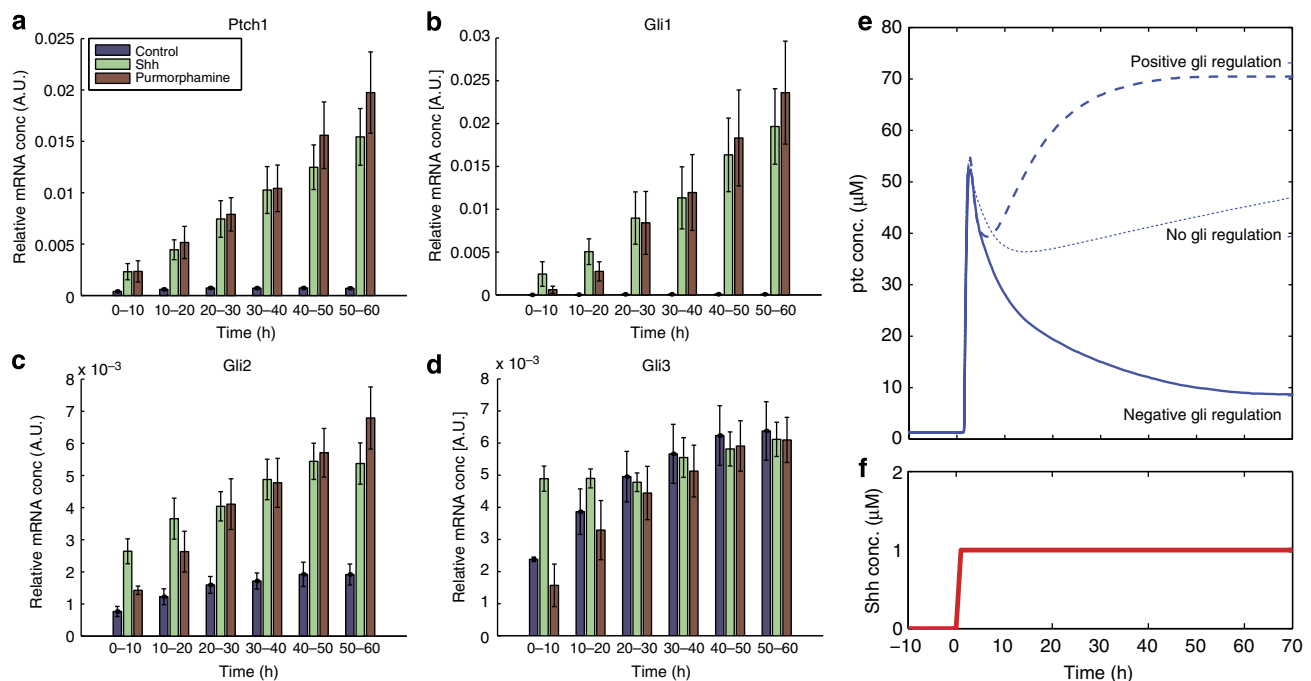 a
Ptch1
0.025
0.02
0.015
0.01
0.005
0
Relative mRNA conc (A.U.)
Control
Shh
Purmorphamine
0–10 10–20 20–30 30–40 40–50 50–60
Time (h)
b
Gli1
0.03
0.025
0.02
0.015
0.01
0.005
0
Relative mRNA conc [A.U.]
0–10 10–20 20–30 30–40 40–50 50–60
Time (h)
c
Gli2
x 10–3
8
7
6
5
4
3
2
1
0
Relative mRNA conc (A.U.)
0–10 10–20 20–30 30–40 40–50 50–60
Time (h)
d
Gli3
x 10–3
8
7
6
5
4
3
2
1
0
Relative mRNA conc [A.U.]
0–10 10–20 20–30 30–40 40–50 50–60
Time (h)
e
80
70
60
50
40
30
20
10
0
ptc conc. (μM)
Positive gli regulation
No gli regulation
Negative gli regulation
f
2
1
0
Shh conc. (μM)
–10 0 10 20 30 40 50 60 70
Time (h)